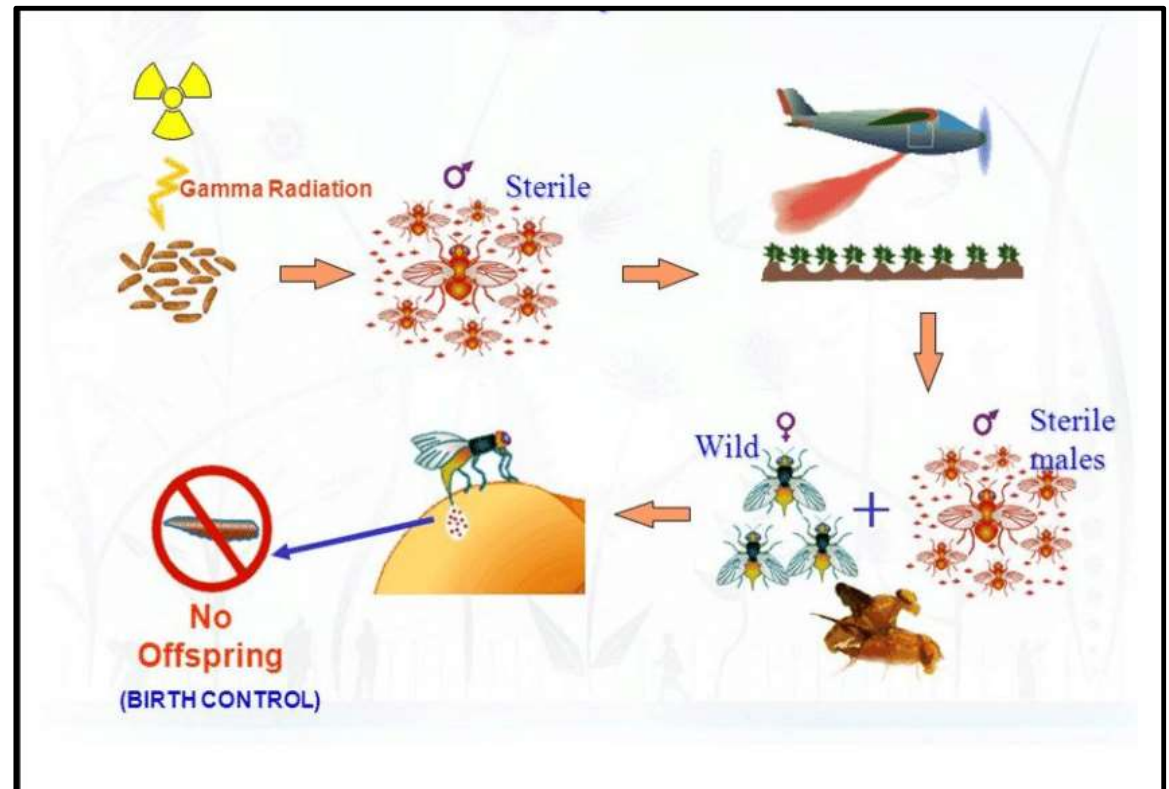 Gamma Radiation
♂
Sterile
♀
Wild
+
♂
Sterile
males
No
Offspring
(BIRTH CONTROL)